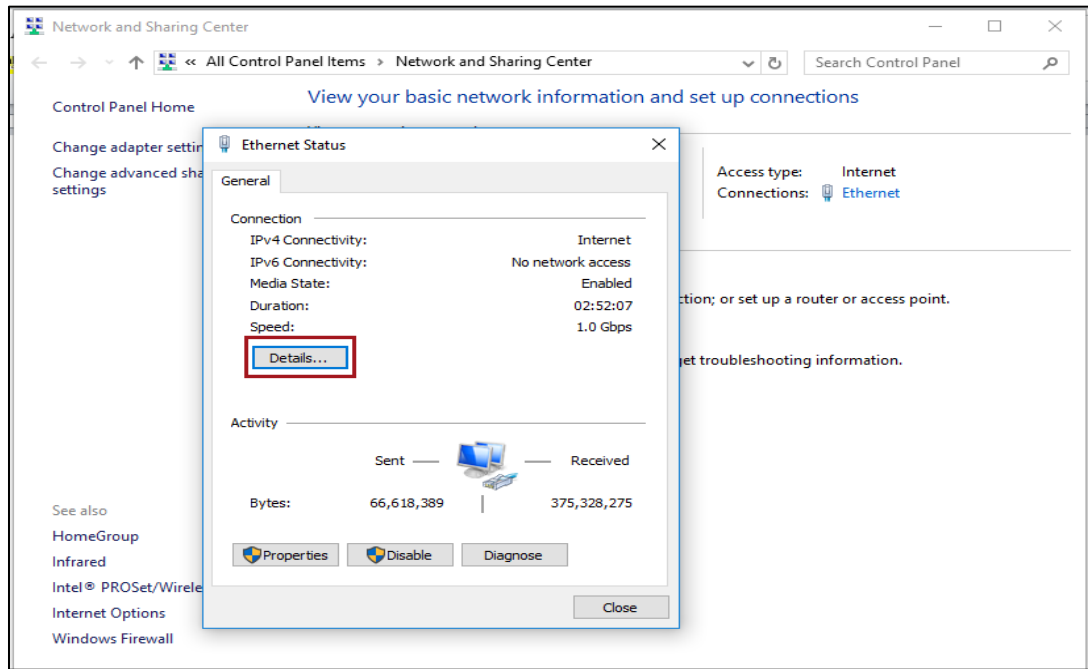 Network and Sharing Center
« All Control Panel Items › Network and Sharing Center
Search Control Panel
Control Panel Home
View your basic network information and set up connections
Change adapter settin
Change advanced sha
settings
Ethernet Status
General
Connection
IPv4 Connectivity: Internet
IPv6 Connectivity: No network access
Media State: Enabled
Duration: 02:52:07
Speed: 1.0 Gbps
Details...
Activity
Sent Received
Bytes: 66,618,389 375,328,275
Properties Disable Diagnose
Close
Access type: Internet
Connections: Ethernet
ction; or set up a router or access point.
get troubleshooting information.
See also
HomeGroup
Infrared
Intel® PROSet/Wirele
Internet Options
Windows Firewall